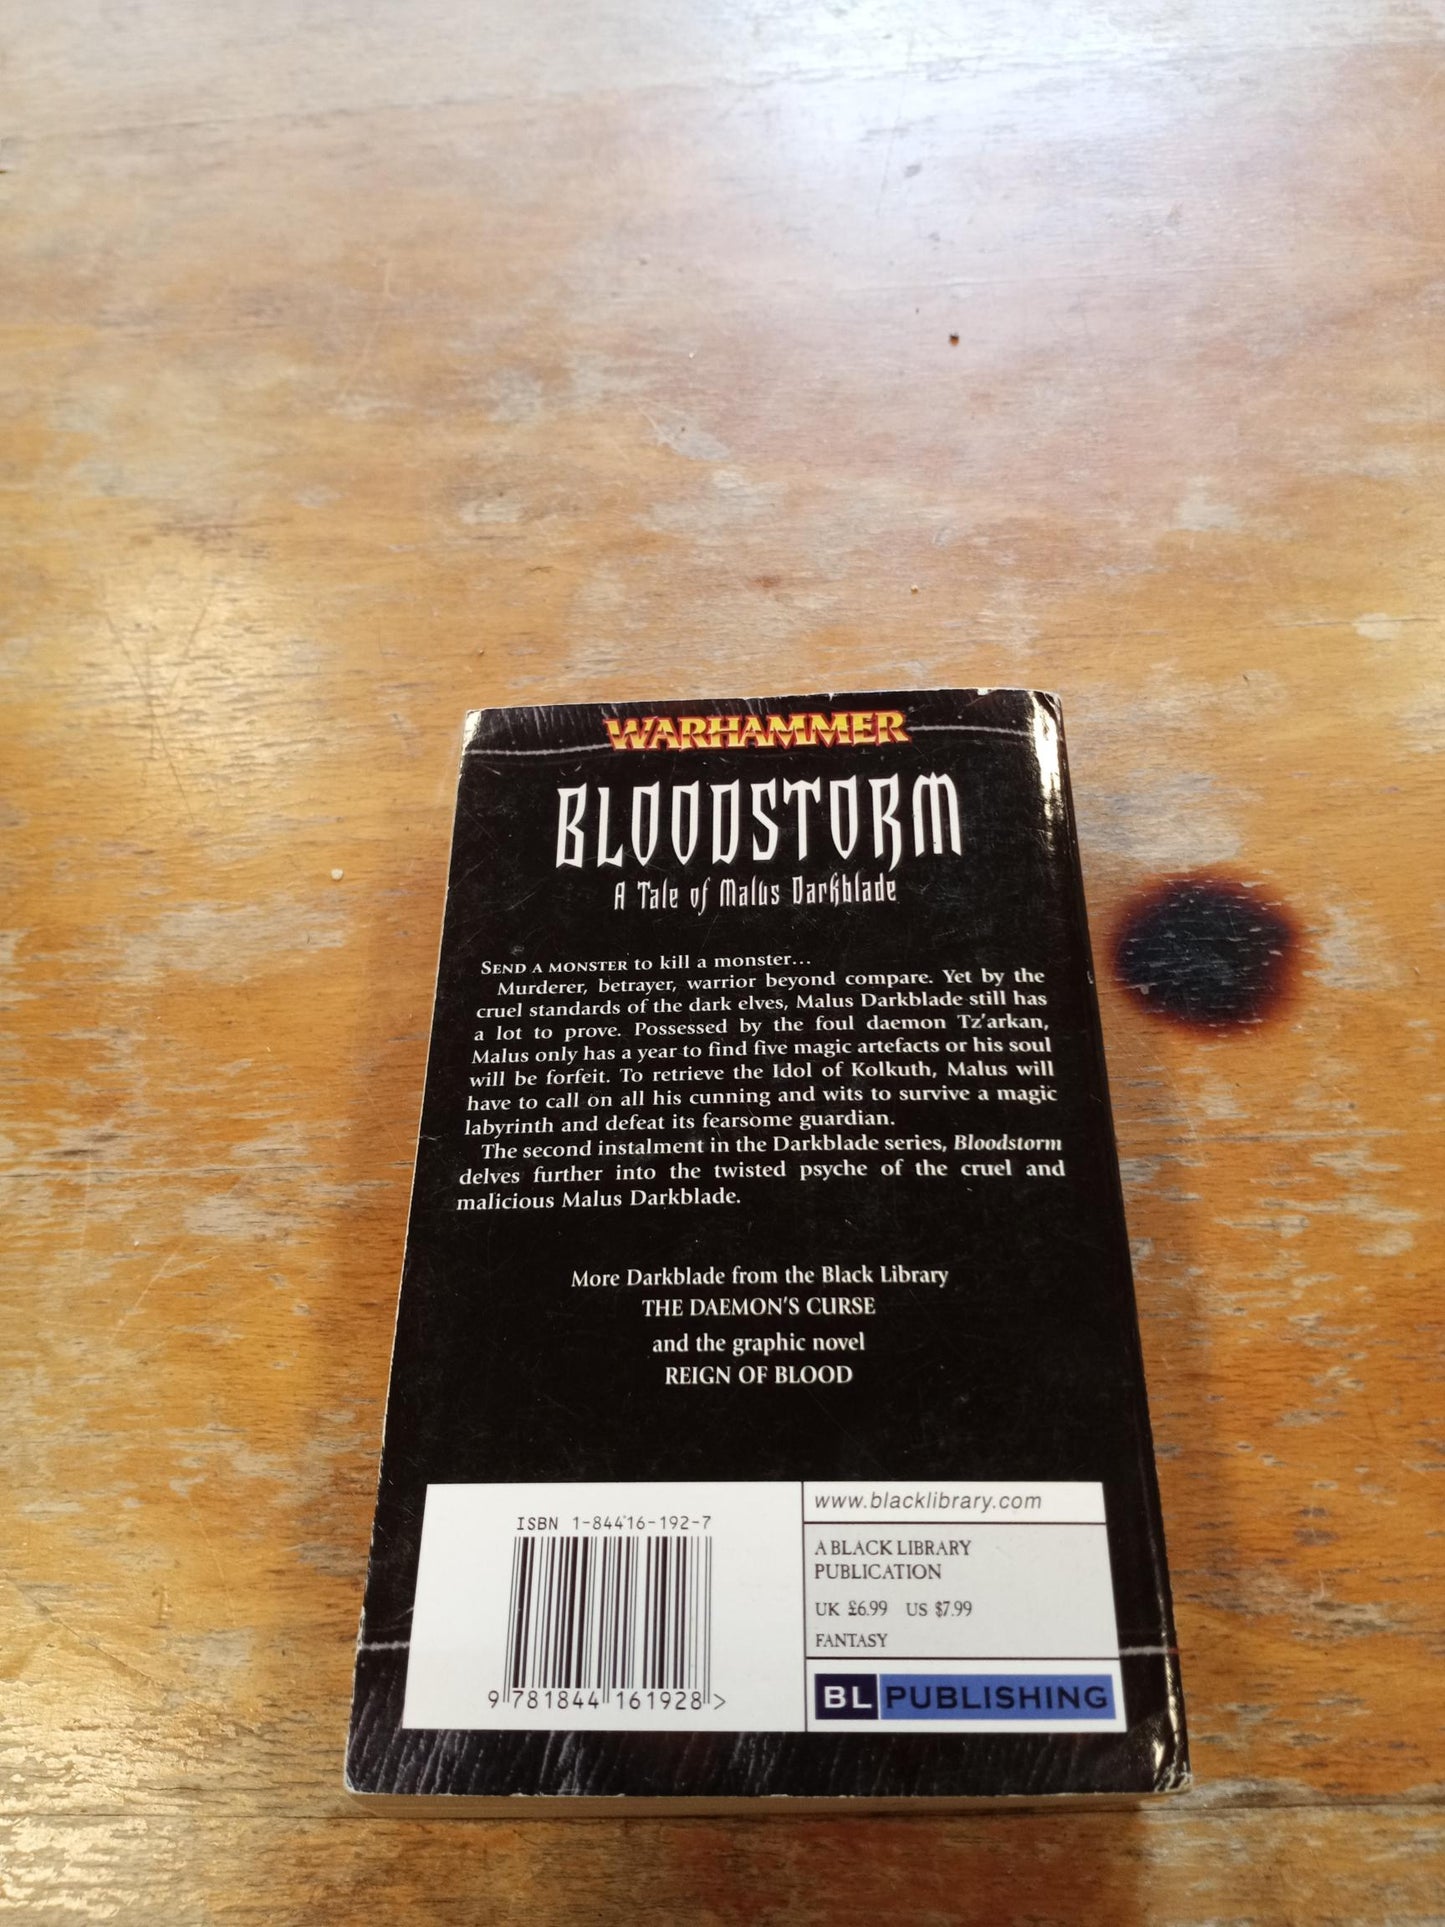 WARHAMMER
BLOODSTORM
A Tale of Malus Darkblade
SEND A MONSTER to kill a monster...
Murderer, betrayer, warrior beyond compare. Yet by the
cruel standards of the dark elves, Malus Darkblade still has
a lot to prove. Possessed by the foul daemon Tz'arkan,
Malus only has a year to find five magic artefacts or his soul
will be forfeit. To retrieve the Idol of Kolkuth, Malus will
have to call on all his cunning and wits to survive a magic
labyrinth and defeat its fearsome guardian.
The second instalment in the Darkblade series, Bloodstorm
delves further into the twisted psyche of the cruel and
malicious Malus Darkblade.
More Darkblade from the Black Library
THE DAEMON'S CURSE
and the graphic novel
REIGN OF BLOOD
ISBN 1-84416-192-7
9 781844 161928 >
www.blacklibrary.com
A BLACK LIBRARY
PUBLICATION
UK £6.99 US $7.99
FANTASY
BL PUBLISHING